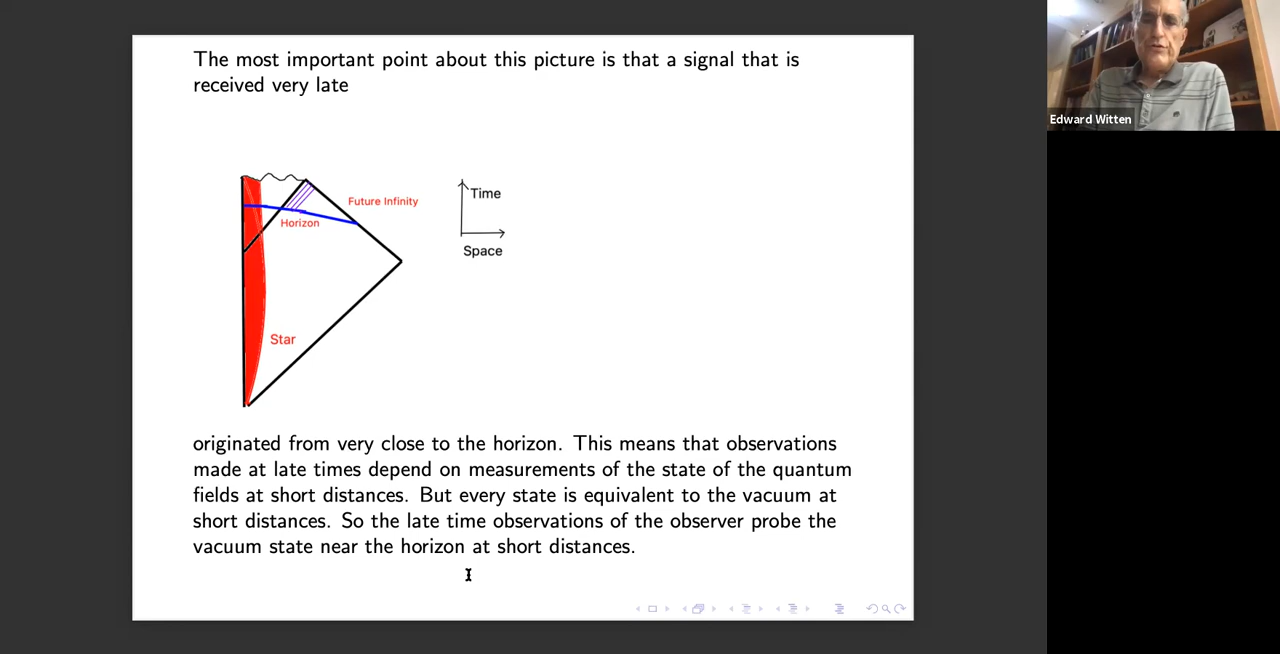 The most important point about this picture is that a signal that is
received very late
Edward Witten
Time
Future Infinity
Horizon
Space
Star
originated from very close to the horizon. This means that observations
made at late times depend on measurements of the state of the quantum
fields at short distances. But every state is equivalent to the vacuum at
short distances. So the late time observations of the observer probe the
vacuum state near the horizon at short distances.